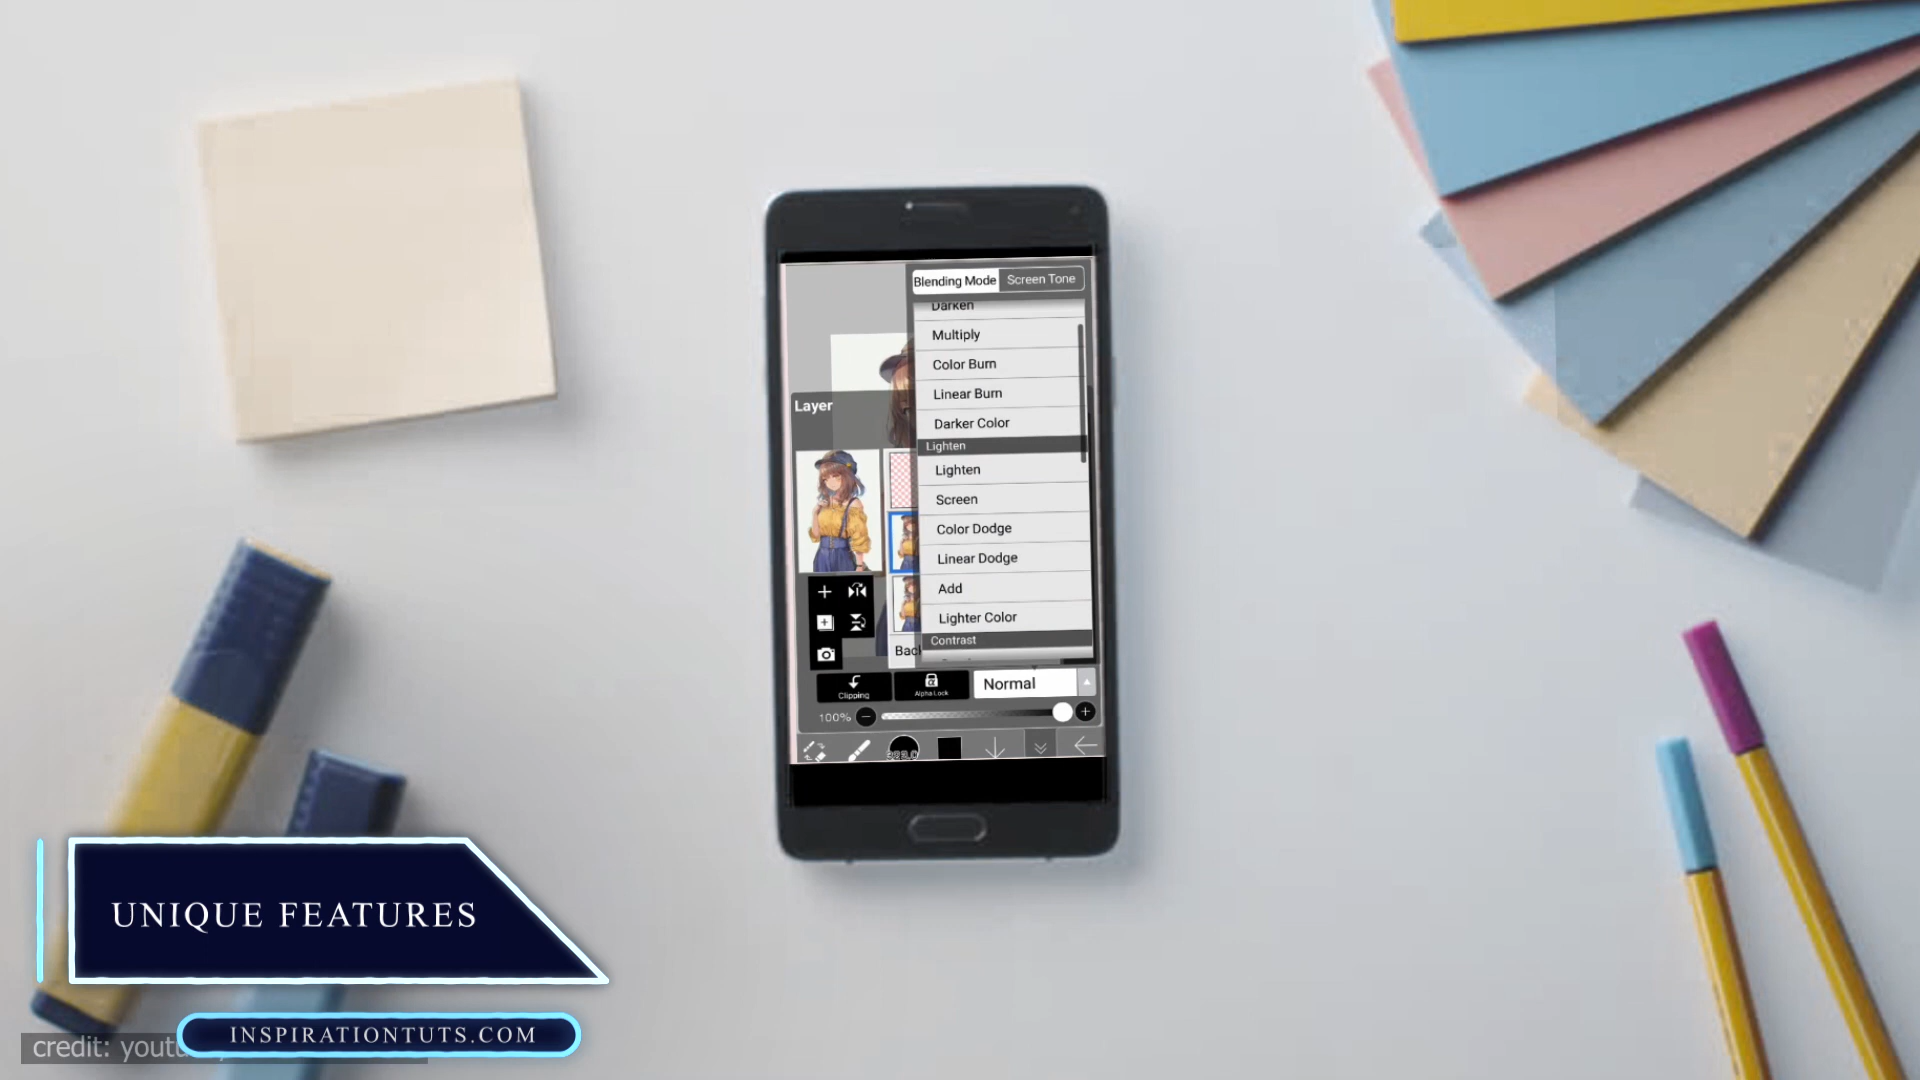 Blending Mode Screen Tone
Darken
Multiply
Color Burn
Linear Burn
Layer
Darker Color
Lighten
Lighten
Screen
Color Dodge
Linear Dodge
Add
Lighter Color
Contrast
Clipping
Alpha Lock
Normal
100%
UNIQUE FEATURES
INSPIRATIONTUTS.COM
credit: